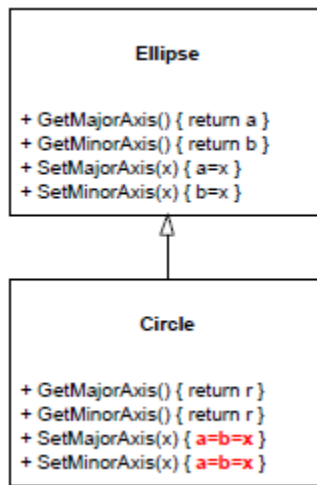 Ellipse
+ GetMajorAxis() { return a }
+ GetMinorAxis() { return b }
+ SetMajorAxis(x) { a=x }
+ SetMinorAxis(x) { b=x }
Circle
+ GetMajorAxis() { return r }
+ GetMinorAxis() { return r }
+ SetMajorAxis(x) { a=b=x }
+ SetMinorAxis(x) { a=b=x }